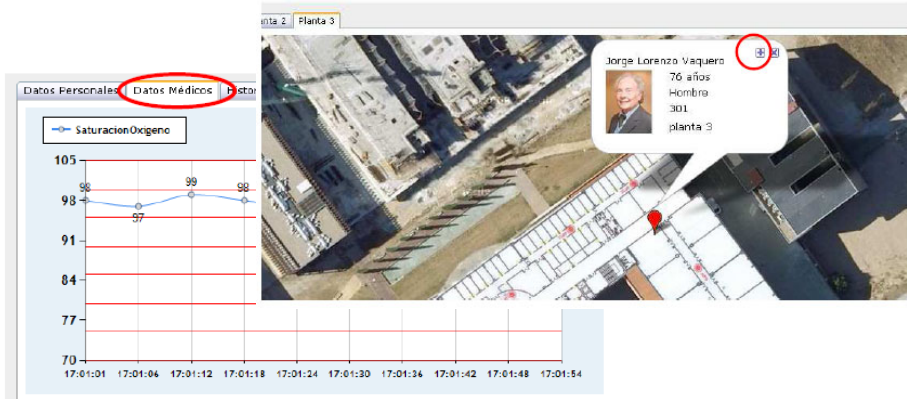 Planta 2 Planta 3
Jorge Lorenzo Vaquero
76 años
Hombre
301
planta 3
Datos Personales Datos Médicos Histor
SaturacionOxigeno
105
98
91
84
77
70
98 97 99 98
17:01:01 17:01:06 17:01:12 17:01:18 17:01:24 17:01:30 17:01:36 17:01:42 17:01:48 17:01:54